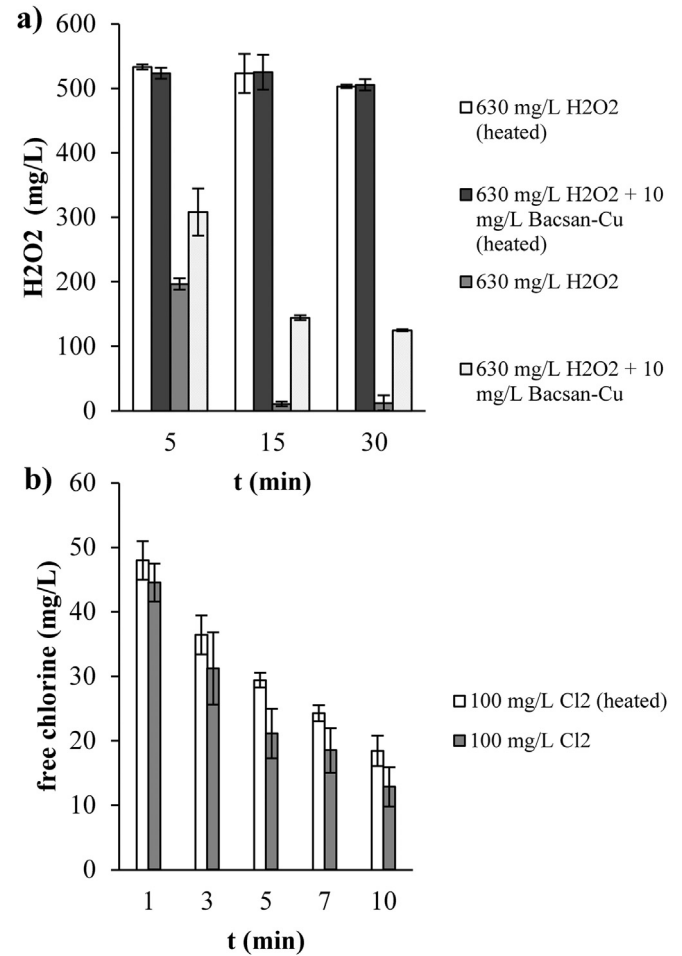 a)
600
500
400
300
200
100
0
H2O2 (mg/L)
5 15 30
t (min)
630 mg/L H2O2
(heated)
630 mg/L H2O2 + 10
mg/L Bacsan-Cu
(heated)
630 mg/L H2O2
630 mg/L H2O2 + 10
mg/L Bacsan-Cu
b)
60
50
40
30
20
10
0
free chlorine (mg/L)
1 3 5 7 10
t (min)
100 mg/L Cl2 (heated)
100 mg/L Cl2